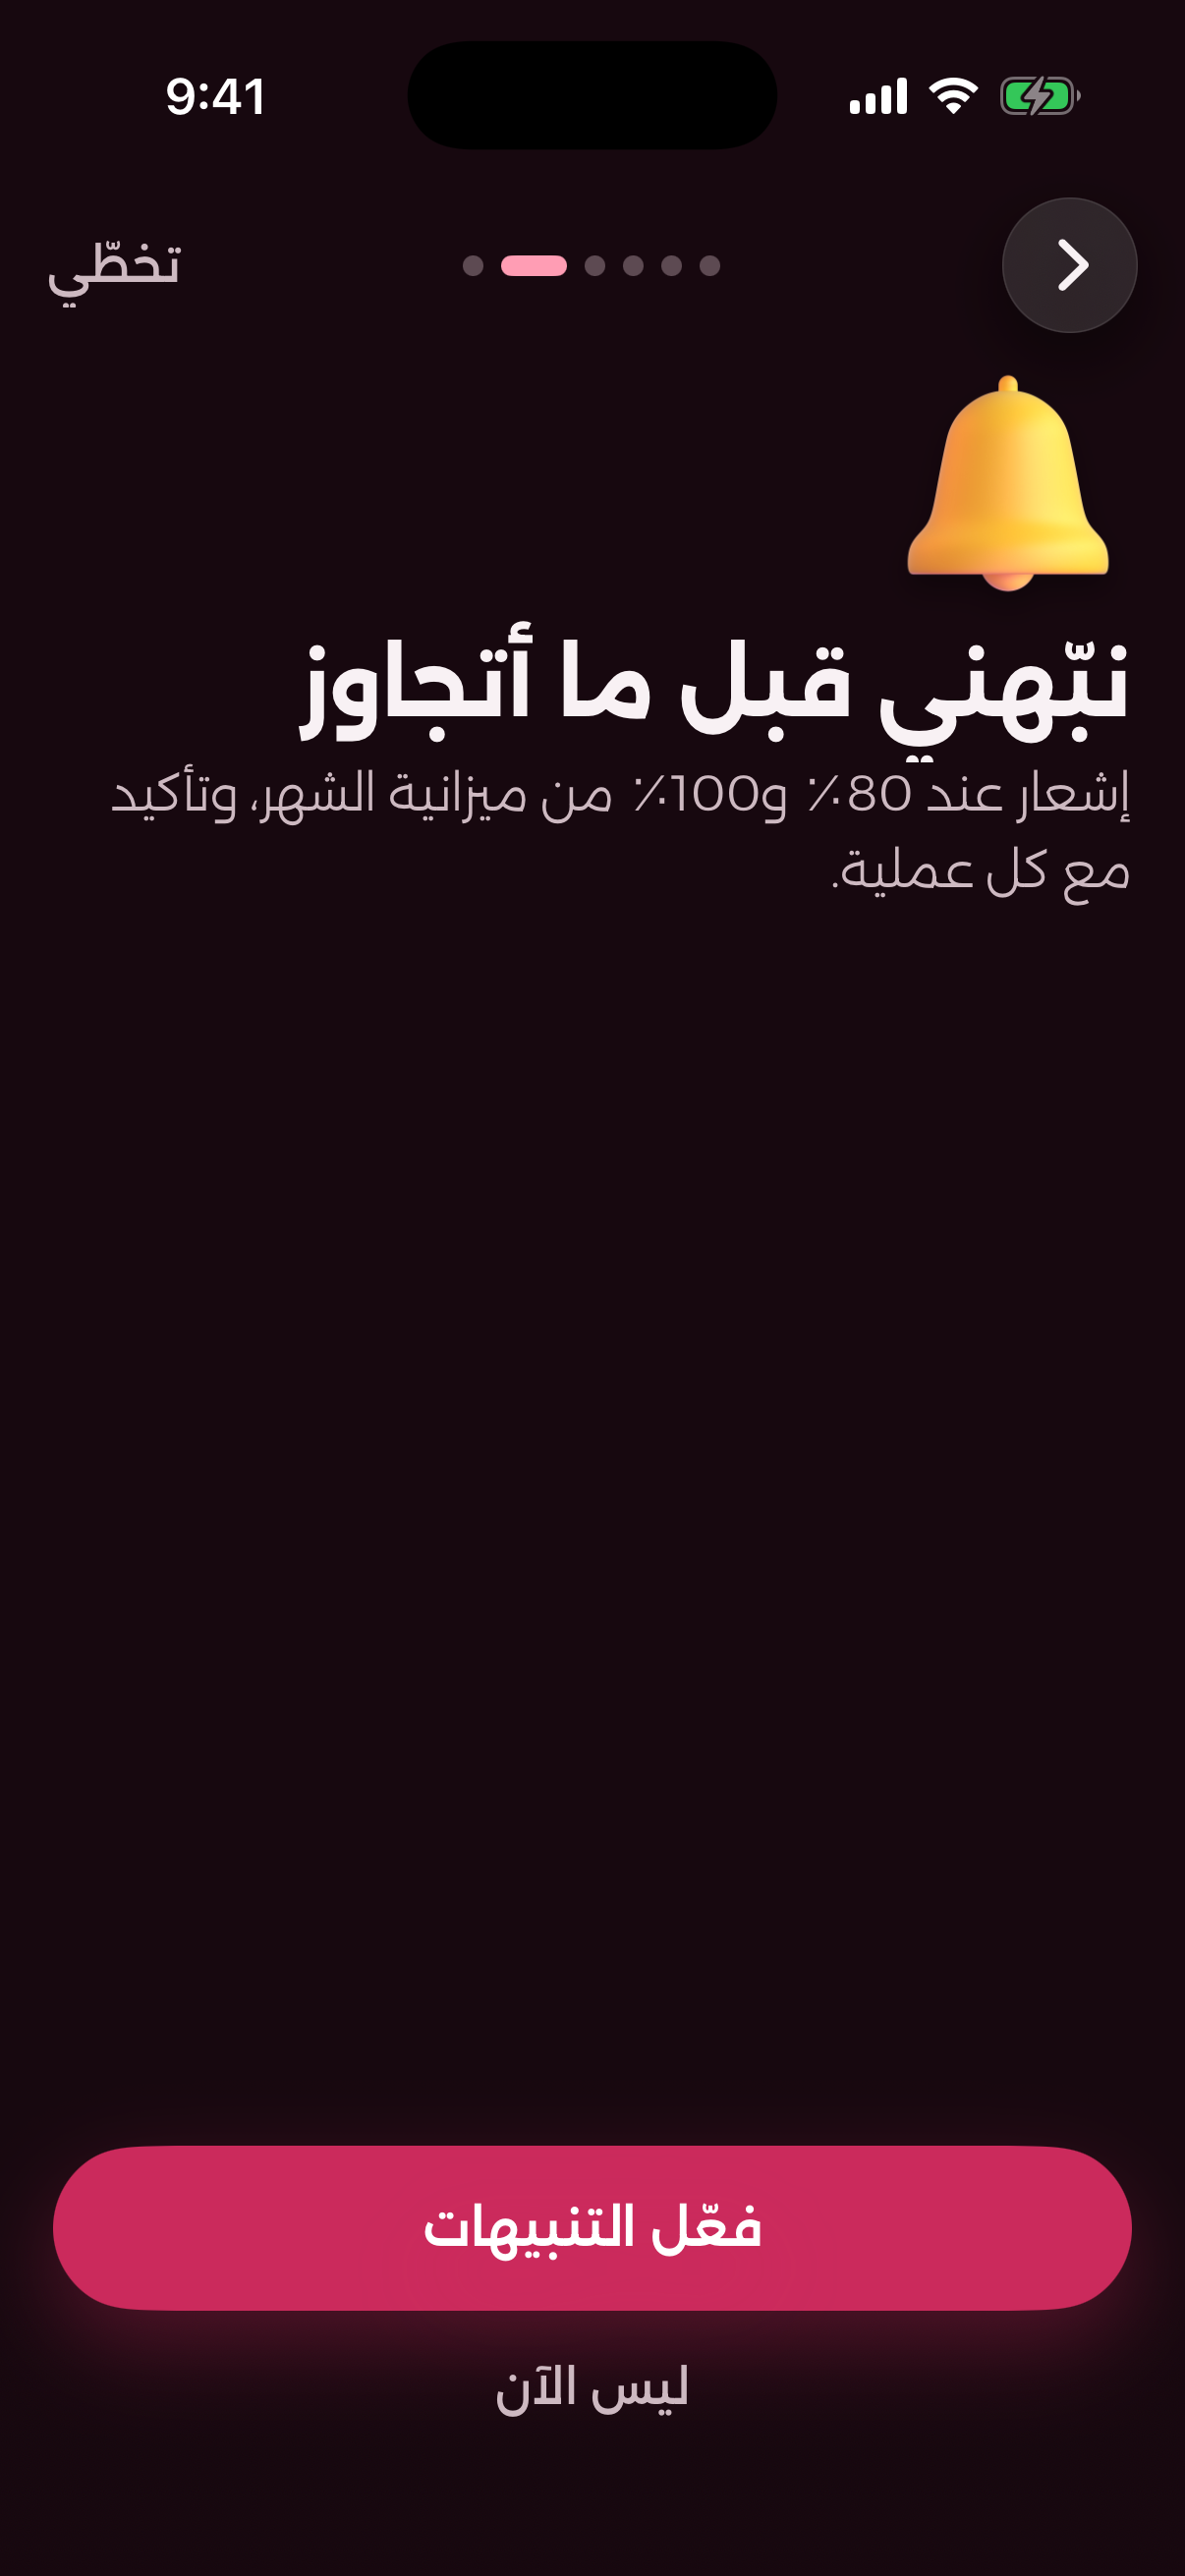 9:41
تخطّي
نبّهني قبل ما أتجاوز
إشعار عند 80٪ و100٪ من ميزانية الشهر، وتأكيد
مع كل عملية.
فعّل التنبيهات
ليس الآن